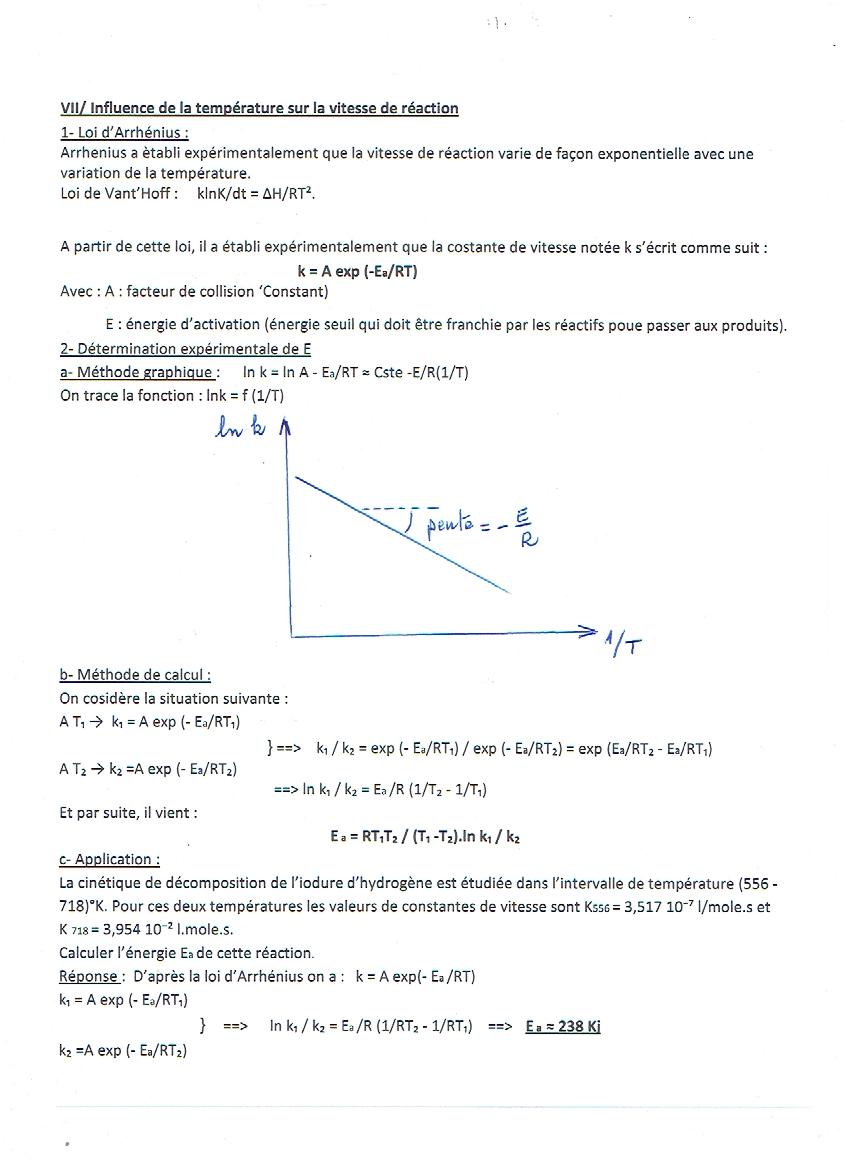 VII/ Influence de la température sur la vitesse de réaction
1- Loi d'Arrhénius :
Arrhenius a ètabli expérimentalement que la vitesse de réaction varie de façon exponentielle avec une
variation de la température.
Loi de Vant'Hoff : klnK/dt = ΔH/RT².
A partir de cette loi, il a établi expérimentalement que la costante de vitesse notée k s'écrit comme suit :
k = A exp (-Ea/RT)
Avec : A : facteur de collision 'Constant)
E : énergie d'activation (énergie seuil qui doit être franchie par les réactifs poue passer aux produits).
2- Détermination expérimentale de E
a- Méthode graphique : ln k = ln A - Ea/RT ≈ Cste -E/R(1/T)
On trace la fonction : lnk = f (1/T)
ln k
pente = - E/R
1/T
b- Méthode de calcul :
On cosidère la situation suivante :
A T₁ → k₁ = A exp (- Ea/RT₁)
} ==> k₁ / k₂ = exp (- Ea/RT₁) / exp (- Ea/RT₂) = exp (Ea/RT₂ - Ea/RT₁)
A T₂ → k₂ =A exp (- Ea/RT₂)
==> ln k₁ / k₂ = Ea /R (1/T₂ - 1/T₁)
Et par suite, il vient :
E a = RT₁T₂ / (T₁ -T₂).ln k₁ / k₂
c- Application :
La cinétique de décomposition de l'iodure d'hydrogène est étudiée dans l'intervalle de température (556 -
718)°K. Pour ces deux températures les valeurs de constantes de vitesse sont K₅₅₆ = 3,517 10⁻⁷ l/mole.s et
K ₇₁₈ = 3,954 10⁻² l.mole.s.
Calculer l'énergie Ea de cette réaction.
Réponse : D'après la loi d'Arrhénius on a : k = A exp(- Ea /RT)
k₁ = A exp (- Ea/RT₁)
} ==> ln k₁ / k₂ = Ea /R (1/RT₂ - 1/RT₁) ==> E a ≈ 238 Kj
k₂ =A exp (- Ea/RT₂)